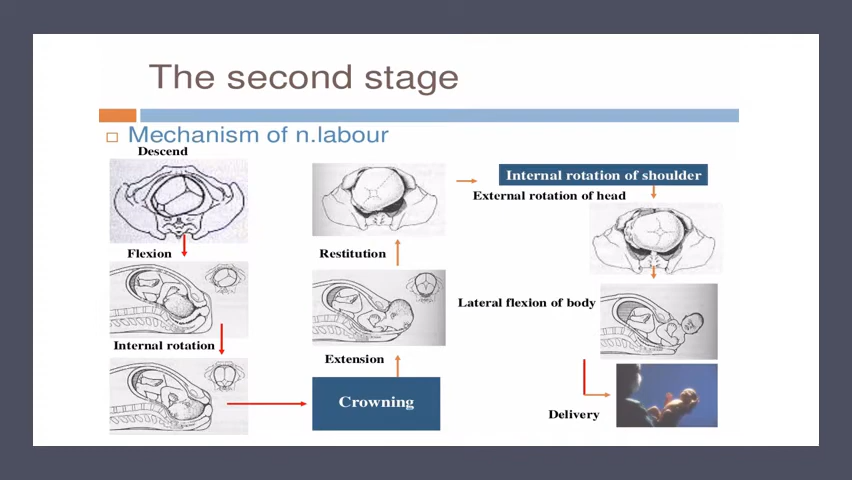 The second stage
Mechanism of n.labour
Descend
Flexion
Internal rotation
Crowning
Extension
Restitution
Internal rotation of shoulder
External rotation of head
Lateral flexion of body
Delivery